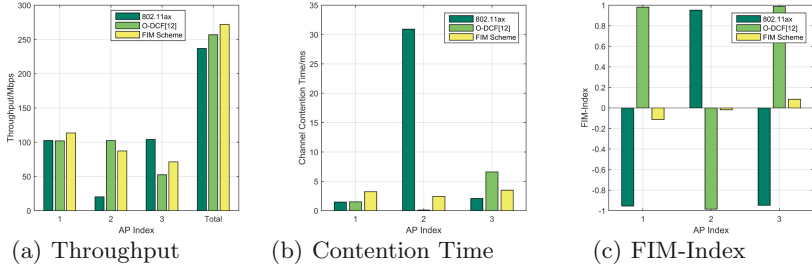 300
250
200
150
100
50
0
Throughput/Mbps
802.11ax
O-DCF[12]
FIM Scheme
1 2 3 Total
AP Index
(a) Throughput
35
30
25
20
15
10
5
0
Channel Contention Time/ms
802.11ax
O-DCF[12]
FIM Scheme
1 2 3
AP Index
(b) Contention Time
1
0.8
0.6
0.4
0.2
0
-0.2
-0.4
-0.6
-0.8
-1
FIM-Index
802.11ax
O-DCF[12]
FIM Scheme
1 2 3
AP Index
(c) FIM-Index